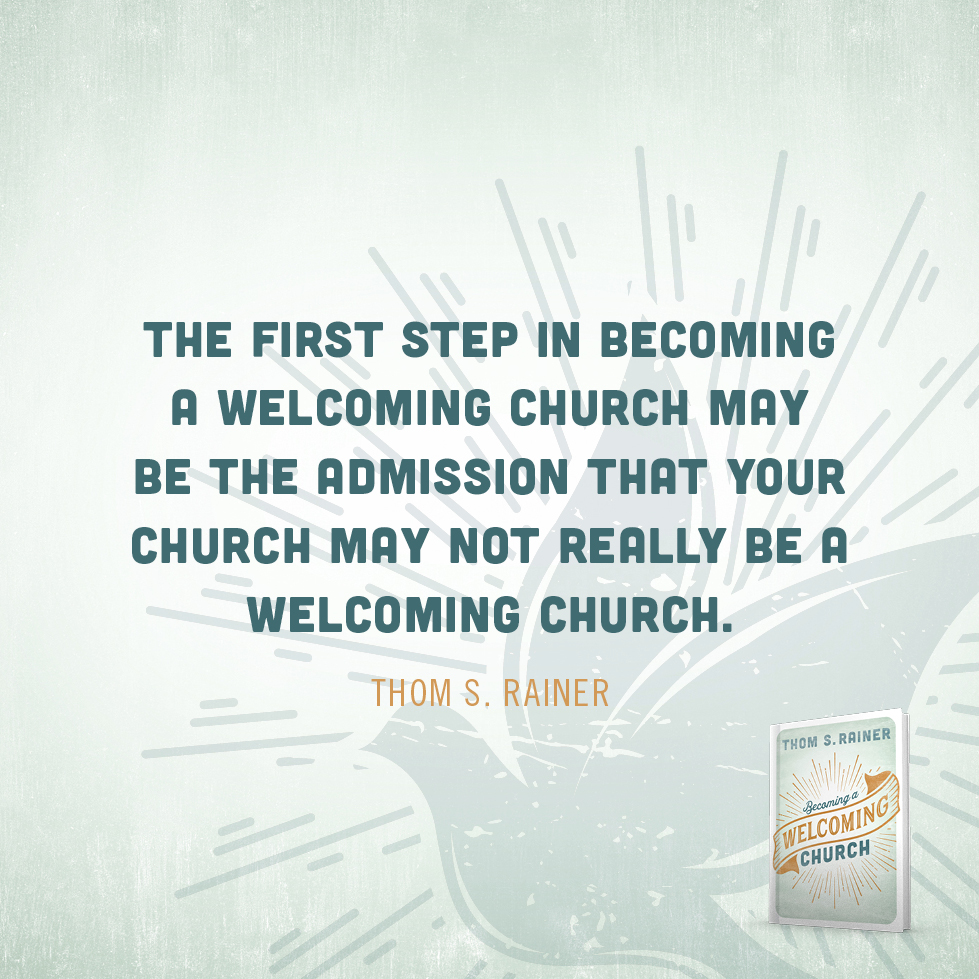 THE FIRST STEP IN BECOMING
A WELCOMING CHURCH MAY
BE THE ADMISSION THAT YOUR
CHURCH MAY NOT REALLY BE A
WELCOMING CHURCH.
THOM S. RAINER
THOM S. RAINER
Becoming a
WELCOMING
CHURCH